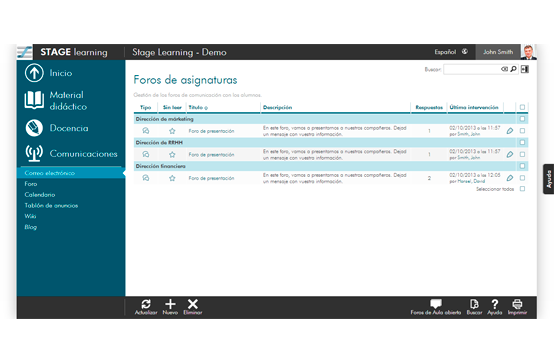 STAGE learning
Stage Learning - Demo
Español
John Smith
Inicio
Material didáctico
Docencia
Comunicaciones
Correo electrónico
Foro
Calendario
Tablón de anuncios
Wiki
Blog
Foros de asignaturas
Buscar:
Gestión de los foros de comunicación con los alumnos.
Tipo Sin leer Título Descripción Respuestas Última intervención
Dirección de márketing
Foro de presentación
En este foro, vamos a presentarnos a nuestros compañeros. Dejad
un mensaje con vuestra información.
1
02/10/2013 a las 11:57
por Smith, John
Dirección de RRHH
Foro de presentación
En este foro, vamos a presentarnos a nuestros compañeros. Dejad
un mensaje con vuestra información.
1
02/10/2013 a las 11:57
por Smith, John
Dirección financiera
Foro de presentación
En este foro, vamos a presentarnos a nuestros compañeros. Dejad
un mensaje con vuestra información.
2
02/10/2013 a las 12:05
por Hansel, David
Seleccionar todos
Ayuda
Actualizar
Nuevo
Eliminar
Foros de Aula abierta
Buscar
Ayuda
Imprimir